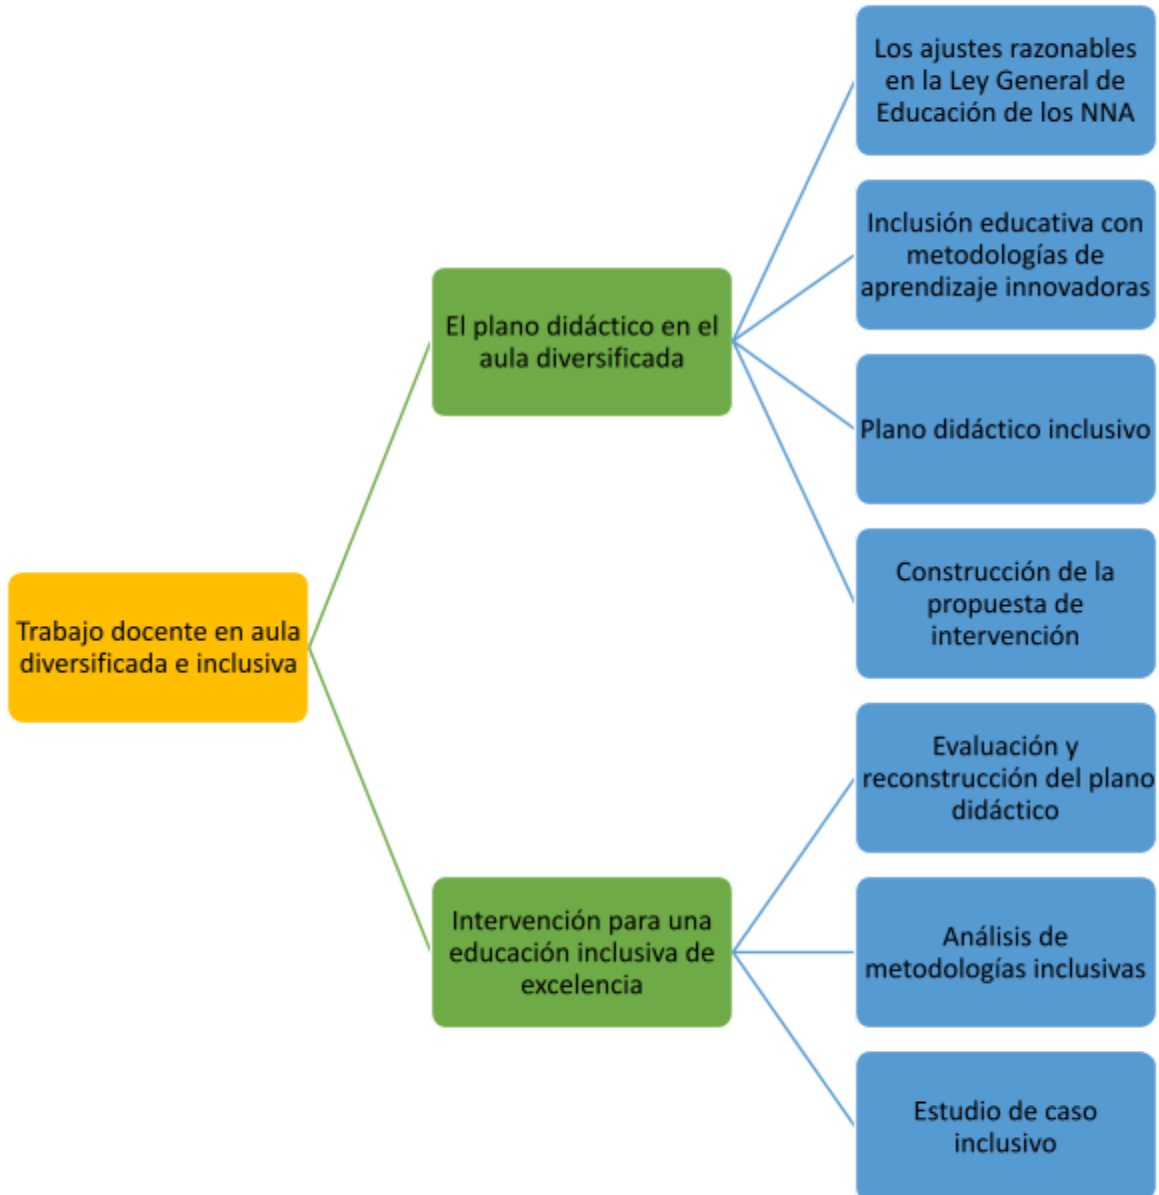 Los ajustes razonables
en la Ley General de
Educación de los NNA
Inclusión educativa con
metodologías de
aprendizaje innovadoras
El plano didáctico en el
aula diversificada
Plano didáctico inclusivo
Construcción de la
propuesta de
intervención
Trabajo docente en aula
diversificada e inclusiva
Evaluación y
reconstrucción del plano
didáctico
Intervención para una
educación inclusiva de
excelencia
Análisis de
metodologías inclusivas
Estudio de caso
inclusivo